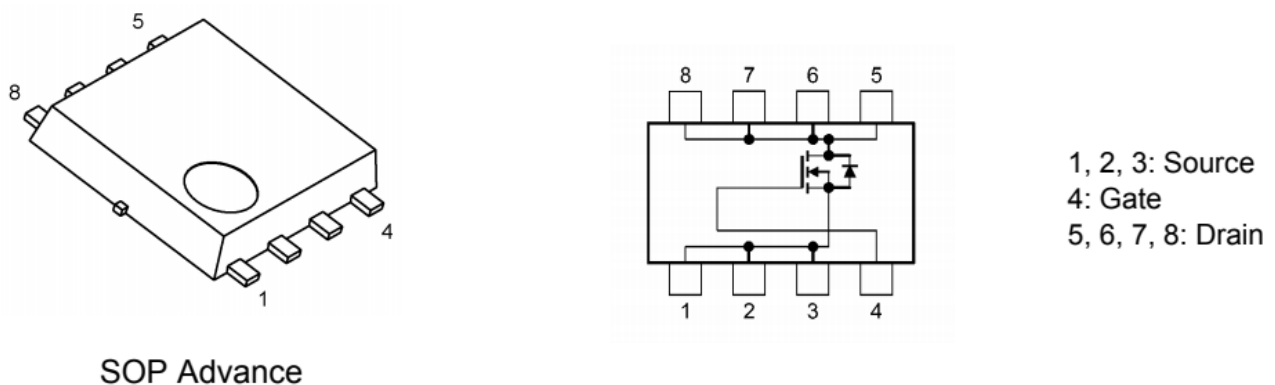 5
8
4
1
SOP Advance
8 7 6 5
1 2 3 4
1, 2, 3: Source
4: Gate
5, 6, 7, 8: Drain